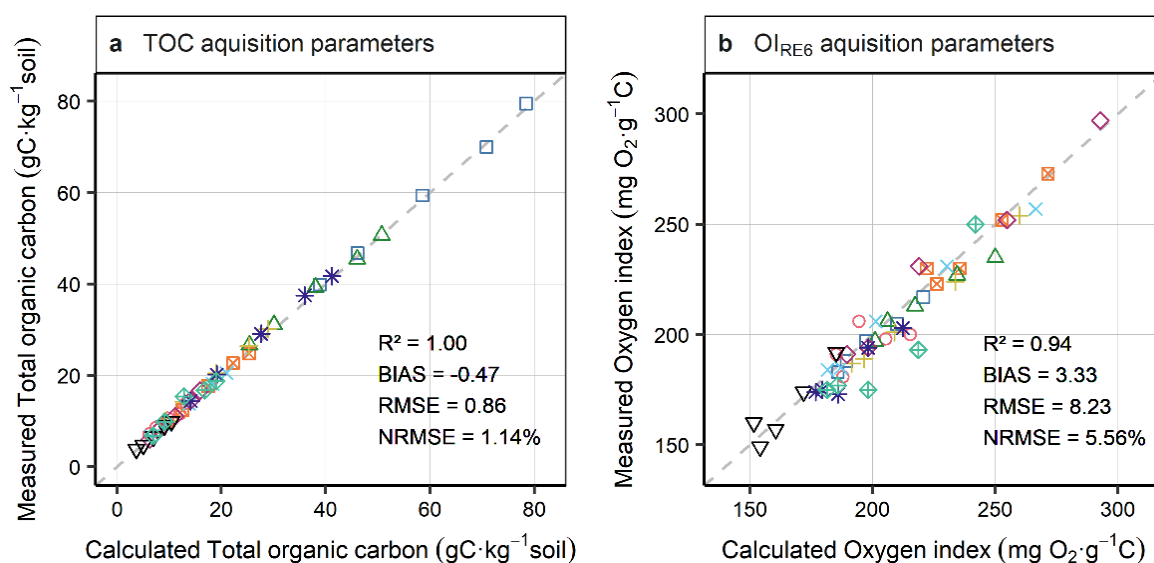 a TOC aquisition parameters
Measured Total organic carbon (gC·kg⁻¹soil)
80
60
40
20
0
R² = 1.00
BIAS = -0.47
RMSE = 0.86
NRMSE = 1.14%
0 20 40 60 80
Calculated Total organic carbon (gC·kg⁻¹soil)
b OI_RE6 aquisition parameters
Measured Oxygen index (mg O₂·g⁻¹C)
300
250
200
150
R² = 0.94
BIAS = 3.33
RMSE = 8.23
NRMSE = 5.56%
150 200 250 300
Calculated Oxygen index (mg O₂·g⁻¹C)